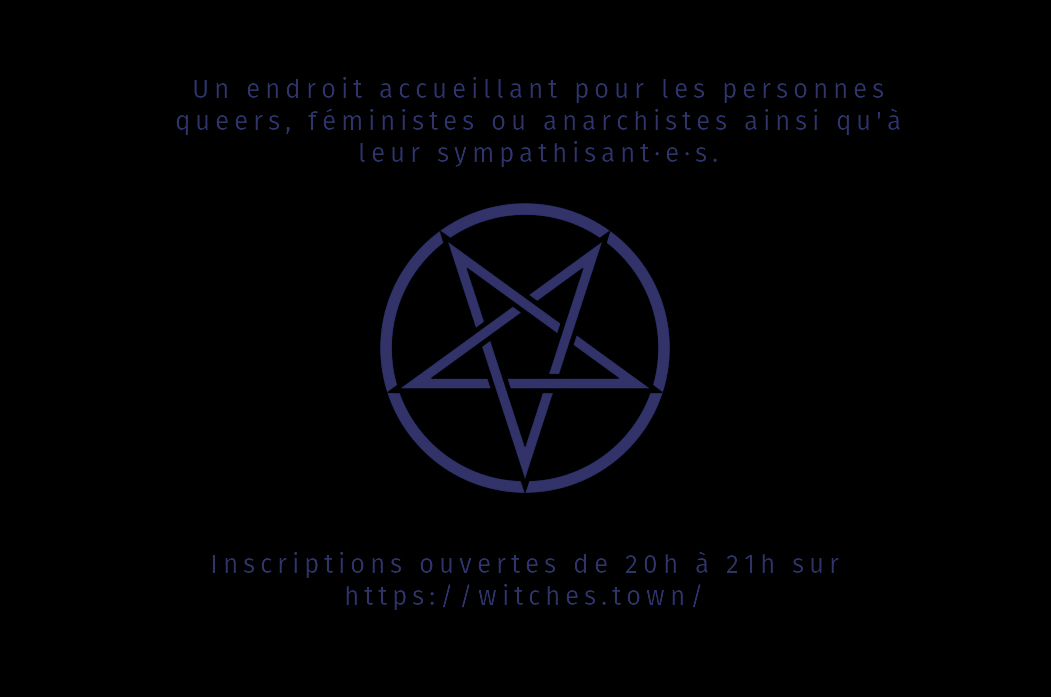 Un endroit accueillant pour les personnes
queers, féministes ou anarchistes ainsi qu'à
leur sympathisant·e·s.
Inscriptions ouvertes de 20h à 21h sur
https://witches.town/